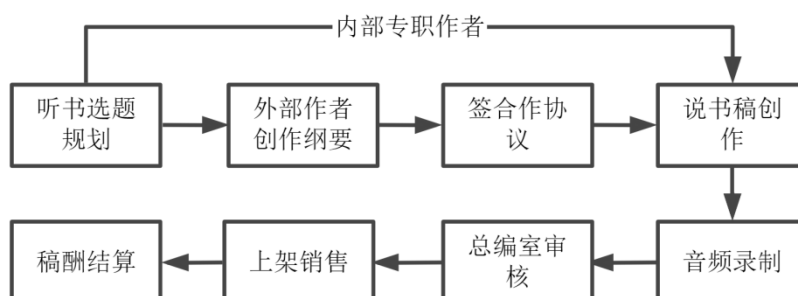 内部专职作者
听书选题
规划
外部作者
创作纲要
签合作协
议
说书稿创
作
音频录制
总编室审
核
上架销售
稿酬结算